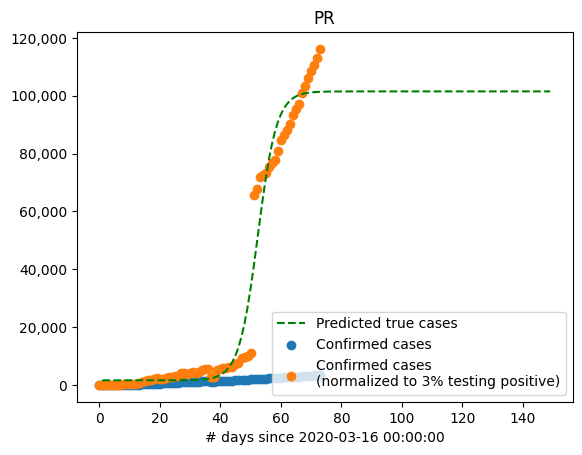 PR
120,000
100,000
80,000
60,000
40,000
20,000
0
Predicted true cases
Confirmed cases
Confirmed cases
(normalized to 3% testing positive)
0 20 40 60 80 100 120 140
# days since 2020-03-16 00:00:00